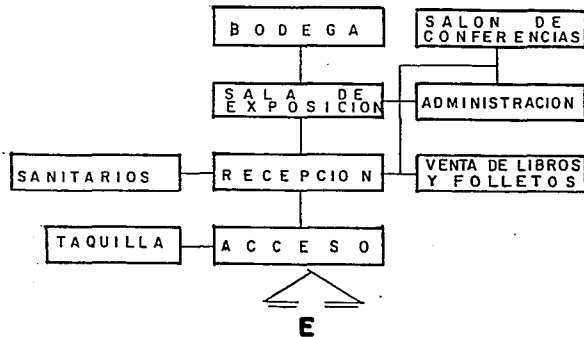 BODEGA
SALON DE
CONFERENCIAS
SALA DE
EXPOSICION
ADMINISTRACION
SANITARIOS
RECEPCION
VENTA DE LIBROS
Y FOLLETOS
TAQUILLA
ACCESO
E